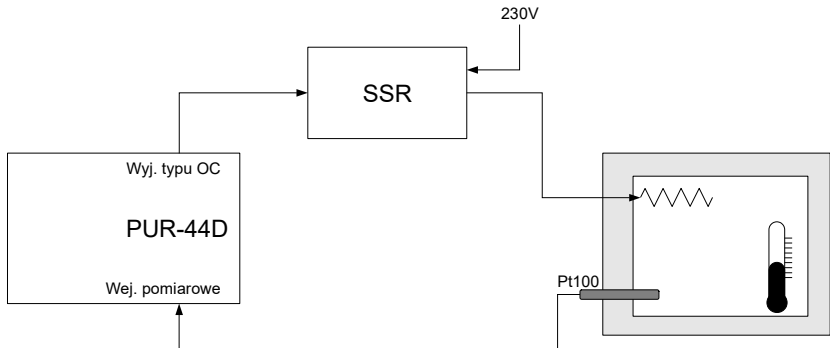 230V
SSR
Wyj. typu OC
PUR-44D
Wej. pomiarowe
Pt100